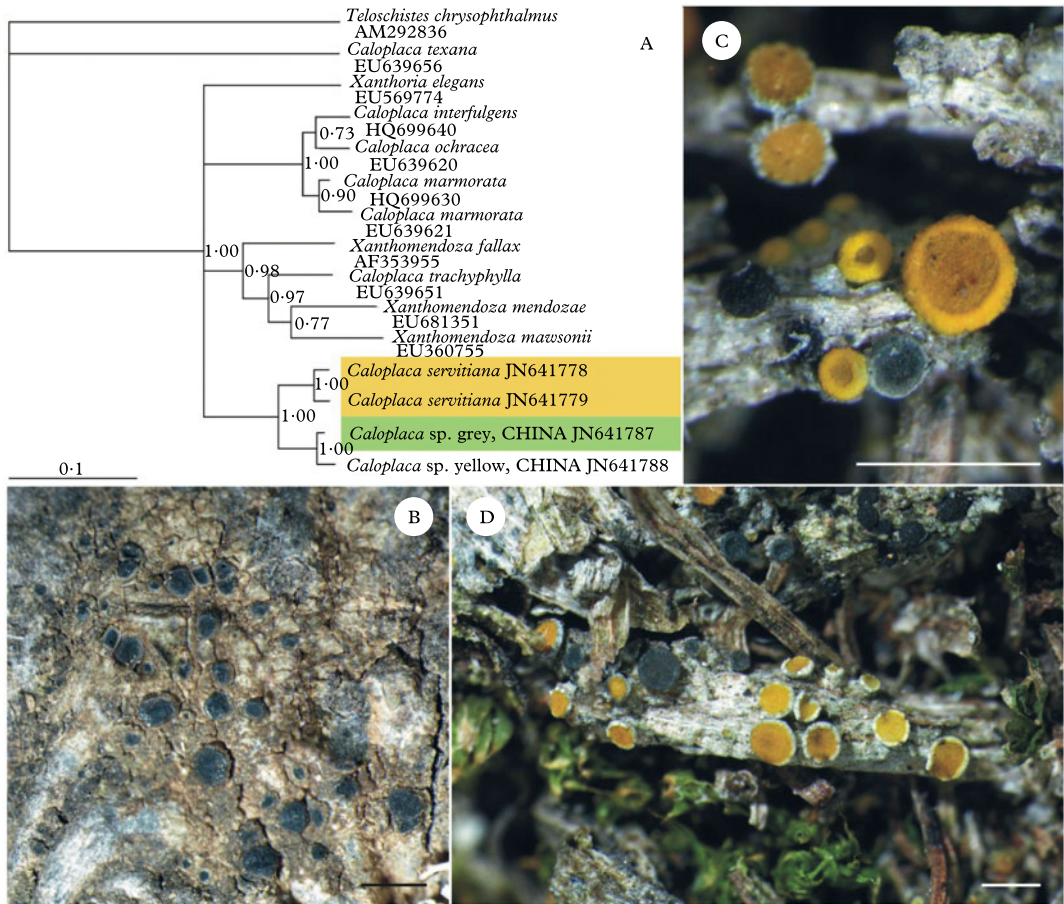 Teloschistes chrysophthalmus
AM292836
A
Caloplaca texana
EU639656
Xanthoria elegans
EU569774
Caloplaca interfulgens
0·73 HQ699640
Caloplaca ochracea
1·00 EU639620
Caloplaca marmorata
0·90 HQ699630
Caloplaca marmorata
EU639621
1·00 Xanthomendoza fallax
AF353955
0·98 Caloplaca trachyphylla
EU639651
0·97
Xanthomendoza mendozae
0·77 EU681351
Xanthomendoza mawsonii
EU360755
Caloplaca servitiana JN641778
1·00
Caloplaca servitiana JN641779
1·00
Caloplaca sp. grey, CHINA JN641787
1·00
Caloplaca sp. yellow, CHINA JN641788
0·1
C
B
D